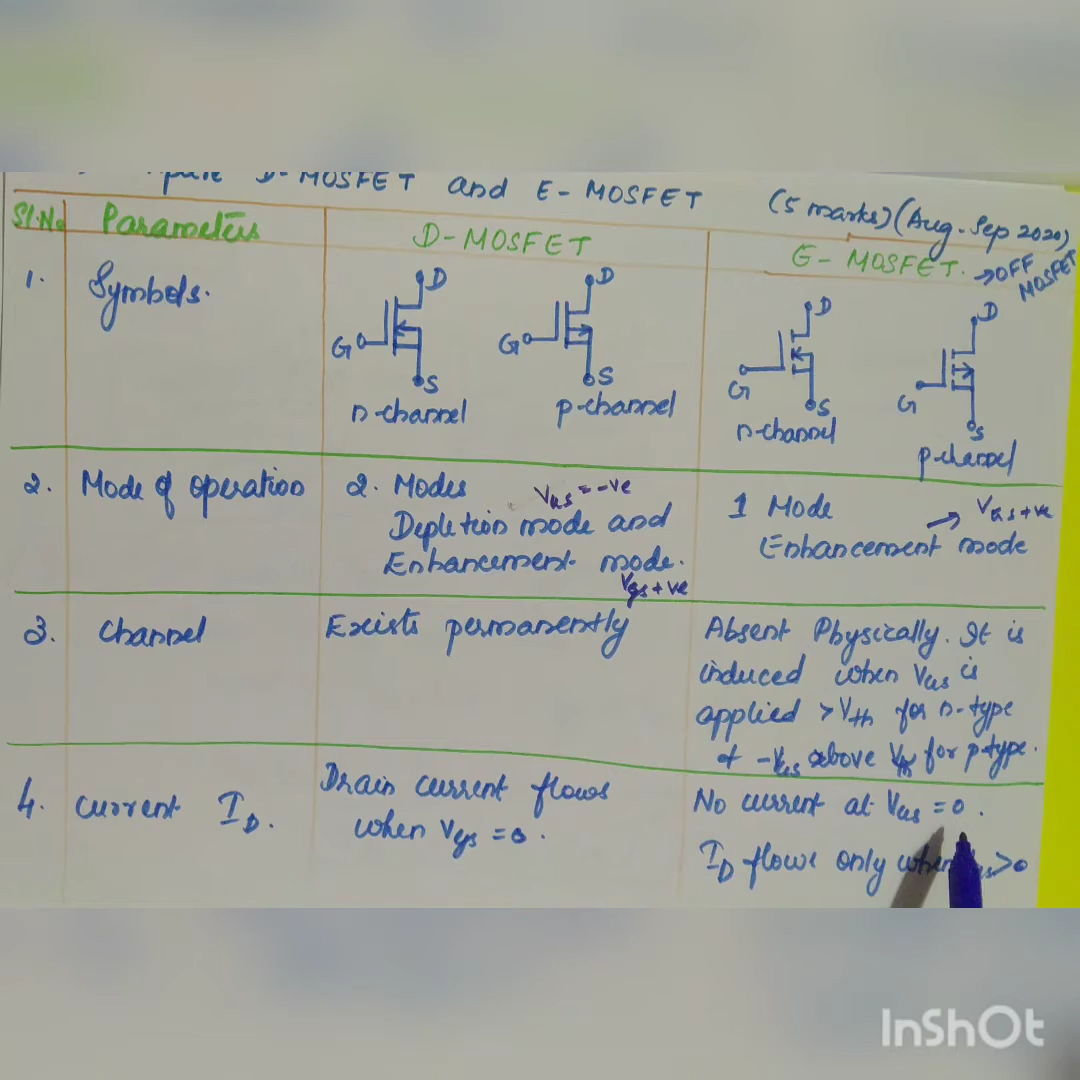 D-MOSFET and E-MOSFET (5 marks) (Aug-Sep 2020)
Sl.No Parameters D-MOSFET E-MOSFET. →OFF MOSFET
1. Symbols.
D D D D
G G G G
S S S S
n-channel p-channel n-channel p-channel
2. Mode of operation
2. Modes VGS = -ve
Depletion mode and
Enhancement mode.
Vgs +ve
1 Mode → VGS +ve
Enhancement mode
3. Channel
Exists permanently
Absent Physically. It is
induced when VGS is
applied > Vth for n-type
& -VGS above Vth for p-type.
4. Current ID.
Drain current flows
when Vgs = 0.
No current at VGS = 0.
ID flows only when >0
InShOt